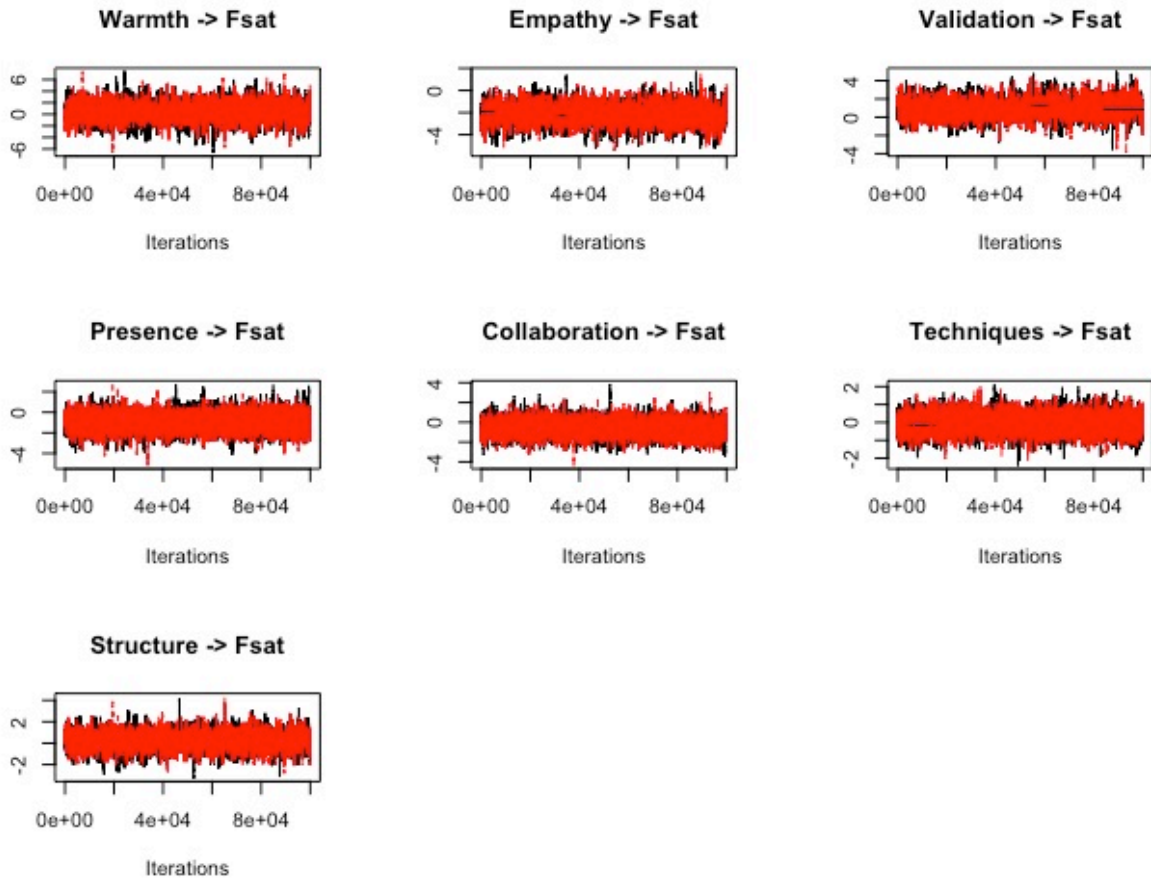 Warmth -> Fsat
6
0
-6
0e+00 4e+04 8e+04
Iterations
Empathy -> Fsat
0
-4
0e+00 4e+04 8e+04
Iterations
Validation -> Fsat
4
0
-4
0e+00 4e+04 8e+04
Iterations
Presence -> Fsat
0
-4
0e+00 4e+04 8e+04
Iterations
Collaboration -> Fsat
4
0
-4
0e+00 4e+04 8e+04
Iterations
Techniques -> Fsat
2
0
-2
0e+00 4e+04 8e+04
Iterations
Structure -> Fsat
2
-2
0e+00 4e+04 8e+04
Iterations